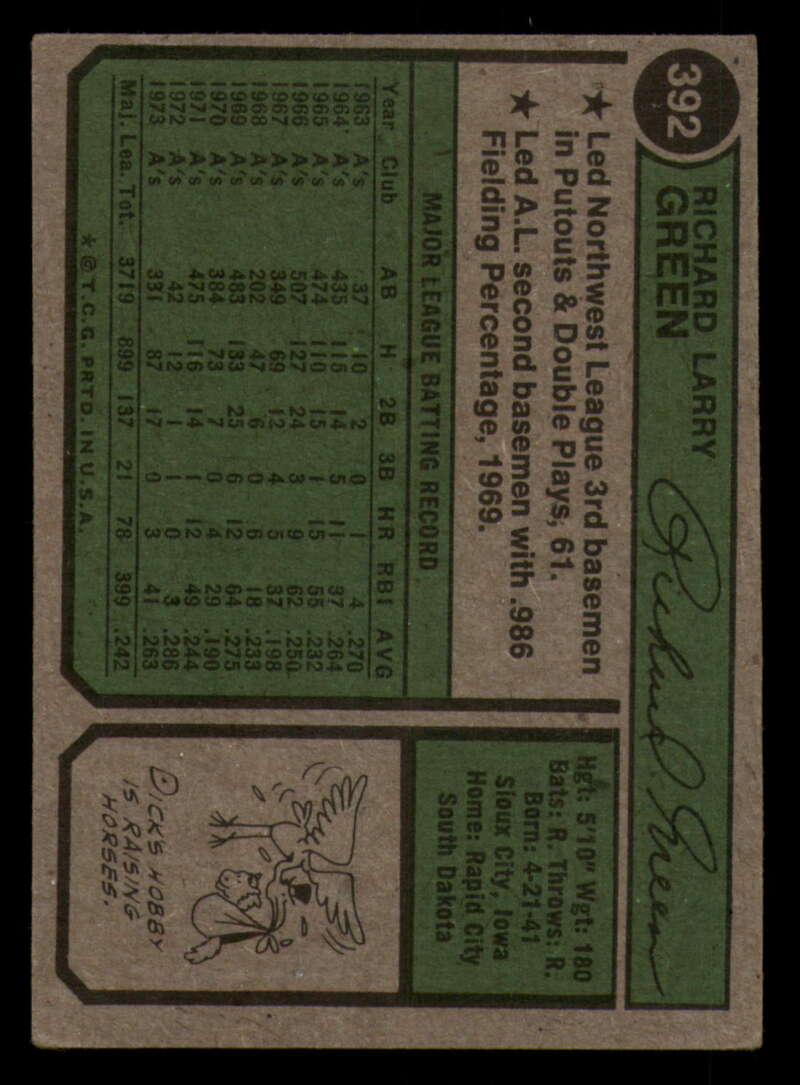 392
RICHARD LARRY
GREEN
Richard Green
★ Led Northwest League 3rd basemen
in Putouts & Double Plays, 61.
★ Led A.L. second basemen with .986
Fielding Percentage, 1969.
MAJOR LEAGUE BATTING RECORD
Year Club AB H 2B 3B HR RBI AVG
1963 A's 37 10 2 0 1 4 .270
1964 A's 435 115 14 5 11 37 .264
1965 A's 474 110 15 1 15 55 .232
1966 A's 507 127 24 3 9 62 .250
1967 A's 349 69 12 4 5 37 .198
1968 A's 202 47 6 0 6 18 .233
1969 A's 483 133 25 6 12 64 .275
1970 A's 384 73 7 0 4 29 .190
1971 A's 475 116 14 1 12 49 .244
1972 A's 42 12 1 1 0 3 .286
1973 A's 331 87 17 0 3 41 .263
Maj. Lea. Tot. 3719 899 137 21 78 399 .242
★ © T.C.G. PRTD. IN U.S.A.
Hgt: 5'10" Wgt: 180
Bats: R. Throws: R.
Born: 4-21-41
Sioux City, Iowa
Home: Rapid City
South Dakota
DICK'S HOBBY
IS RAISING
HORSES.